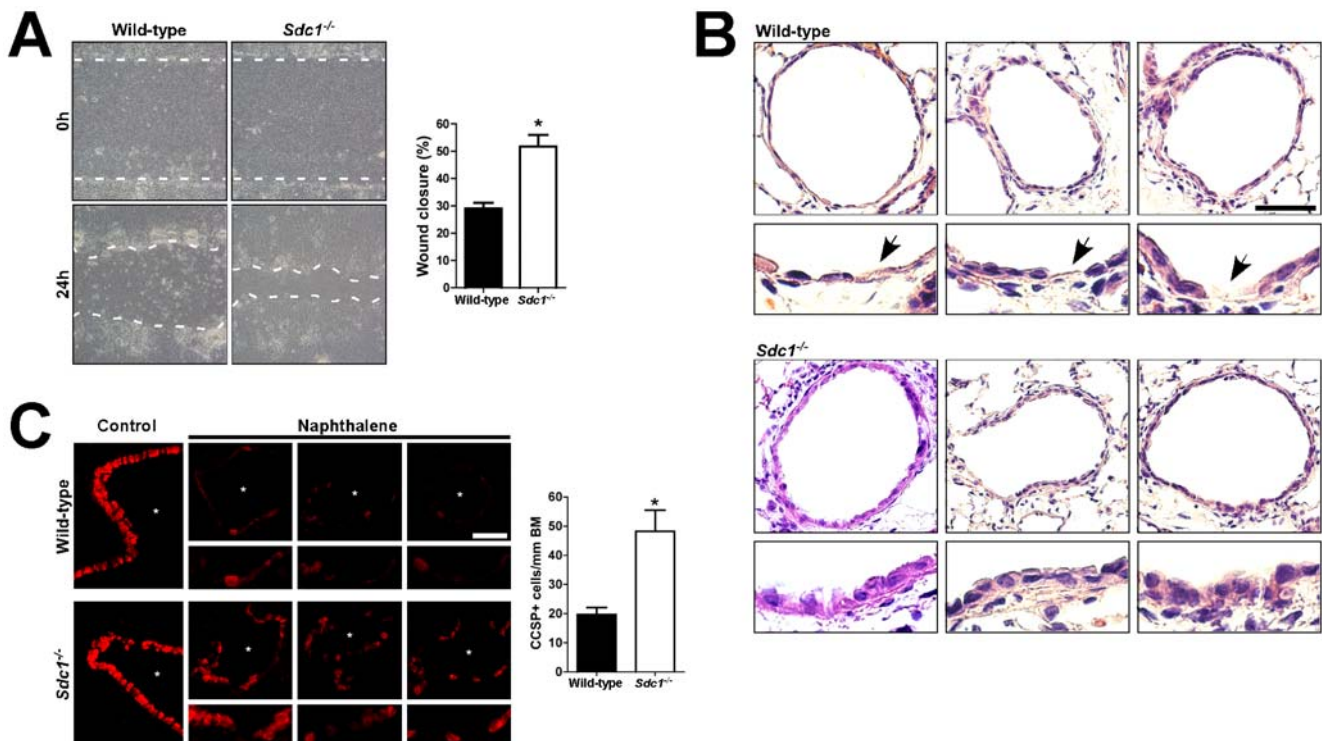 A
Wild-type
Sdc1-/-
0h
24h
Wound closure (%)
60
50
40
30
20
10
0
*
Wild-type
Sdc1-/-
B
Wild-type
Sdc1-/-
C
Control
Naphthalene
Wild-type
* * * *
Sdc1-/-
* * * *
CCSP+ cells/mm BM
60
50
40
30
20
10
0
*
Wild-type
Sdc1-/-